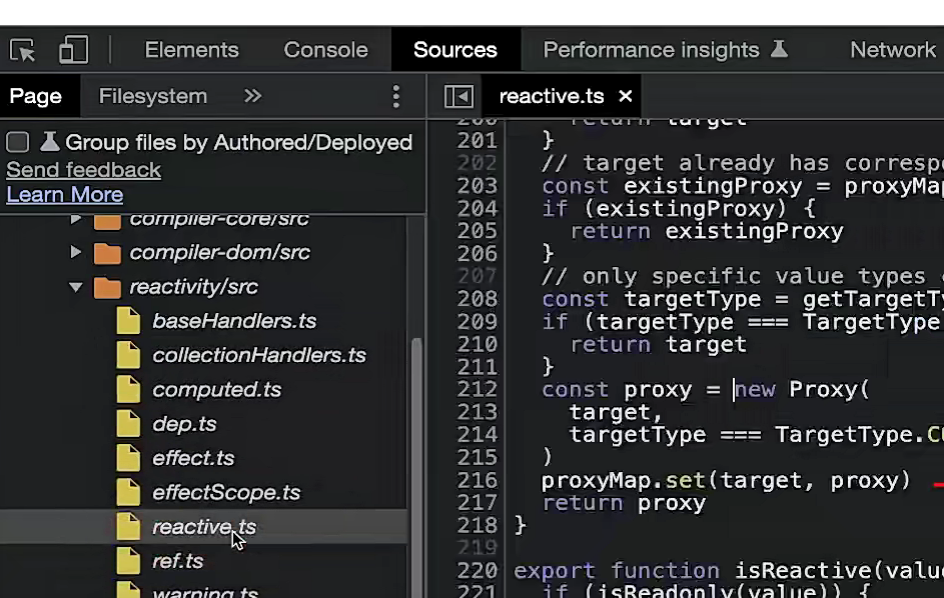 Elements Console Sources Performance insights Network
Page Filesystem »
reactive.ts ×
Group files by Authored/Deployed
Send feedback
Learn More
compiler-core/src
compiler-dom/src
reactivity/src
baseHandlers.ts
collectionHandlers.ts
computed.ts
dep.ts
effect.ts
effectScope.ts
reactive.ts
ref.ts
warning.ts
200 return target
201 }
202 // target already has corresp
203 const existingProxy = proxyMap
204 if (existingProxy) {
205 return existingProxy
206 }
207 // only specific value types
208 const targetType = getTargetTy
209 if (targetType === TargetType
210 return target
211 }
212 const proxy = new Proxy(
213 target,
214 targetType === TargetType.C
215 )
216 proxyMap.set(target, proxy)
217 return proxy
218 }
219
220 export function isReactive(value
221 if (isReadonly(value)) {